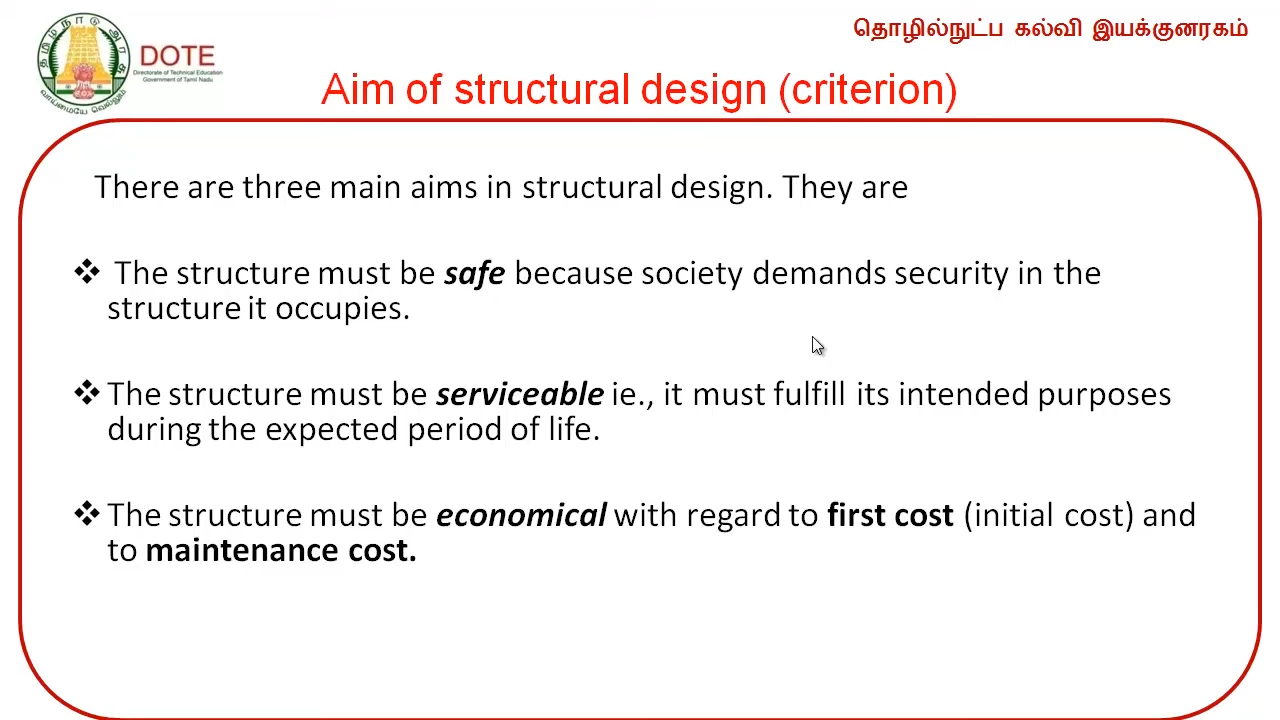 தமிழ்நாடு அரசு
வாய்மையே வெல்லும்
DOTE
Directorate of Technical Education
Government of Tamil Nadu
தொழில்நுட்ப கல்வி இயக்குனரகம்
Aim of structural design (criterion)
There are three main aims in structural design. They are
❖ The structure must be safe because society demands security in the
structure it occupies.
❖ The structure must be serviceable ie., it must fulfill its intended purposes
during the expected period of life.
❖ The structure must be economical with regard to first cost (initial cost) and
to maintenance cost.